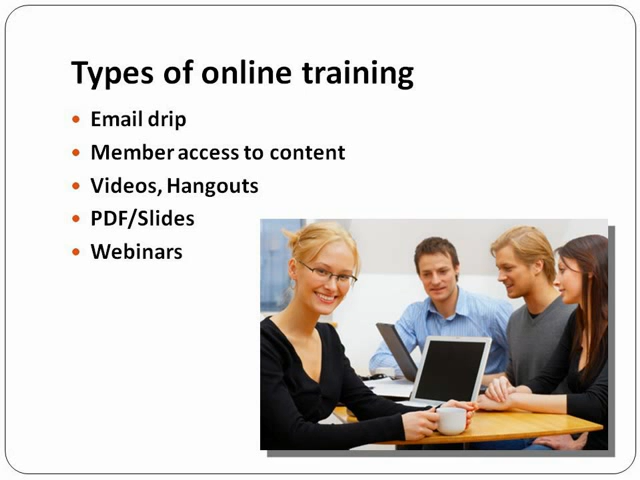 Types of online training
Email drip
Member access to content
Videos, Hangouts
PDF/Slides
Webinars